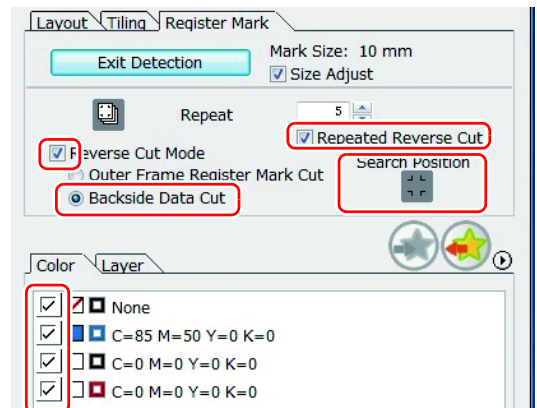 Layout Tiling Register Mark
Exit Detection
Mark Size: 10 mm
Size Adjust
Repeat 5
Repeated Reverse Cut
Reverse Cut Mode
Search Position
Outer Frame Register Mark Cut
Backside Data Cut
Color Layer
None
C=85 M=50 Y=0 K=0
C=0 M=0 Y=0 K=0
C=0 M=0 Y=0 K=0